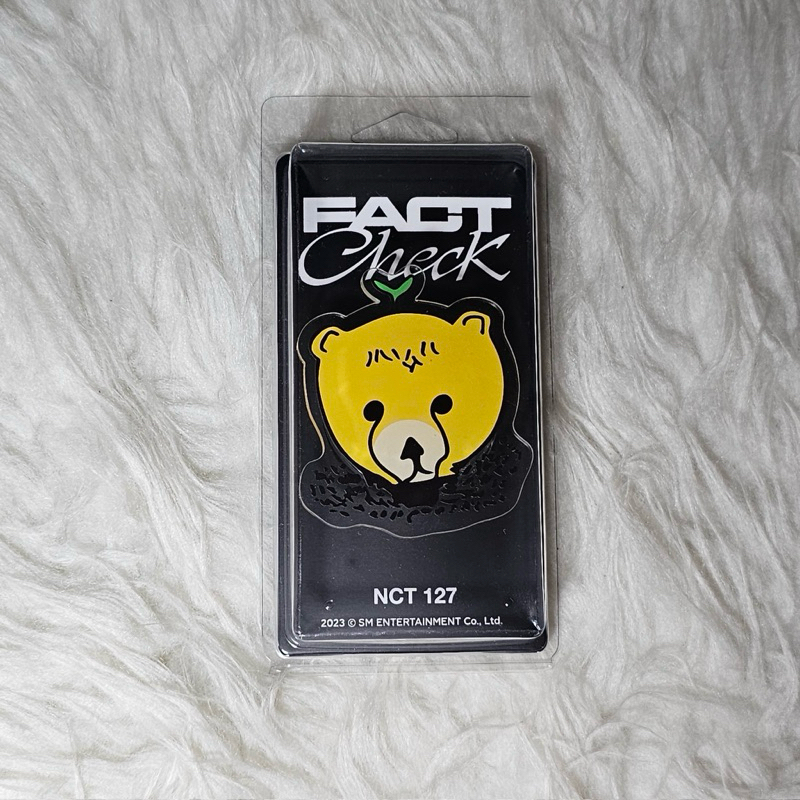 FACT
Check
NCT 127
2023 © SM ENTERTAINMENT Co., Ltd.